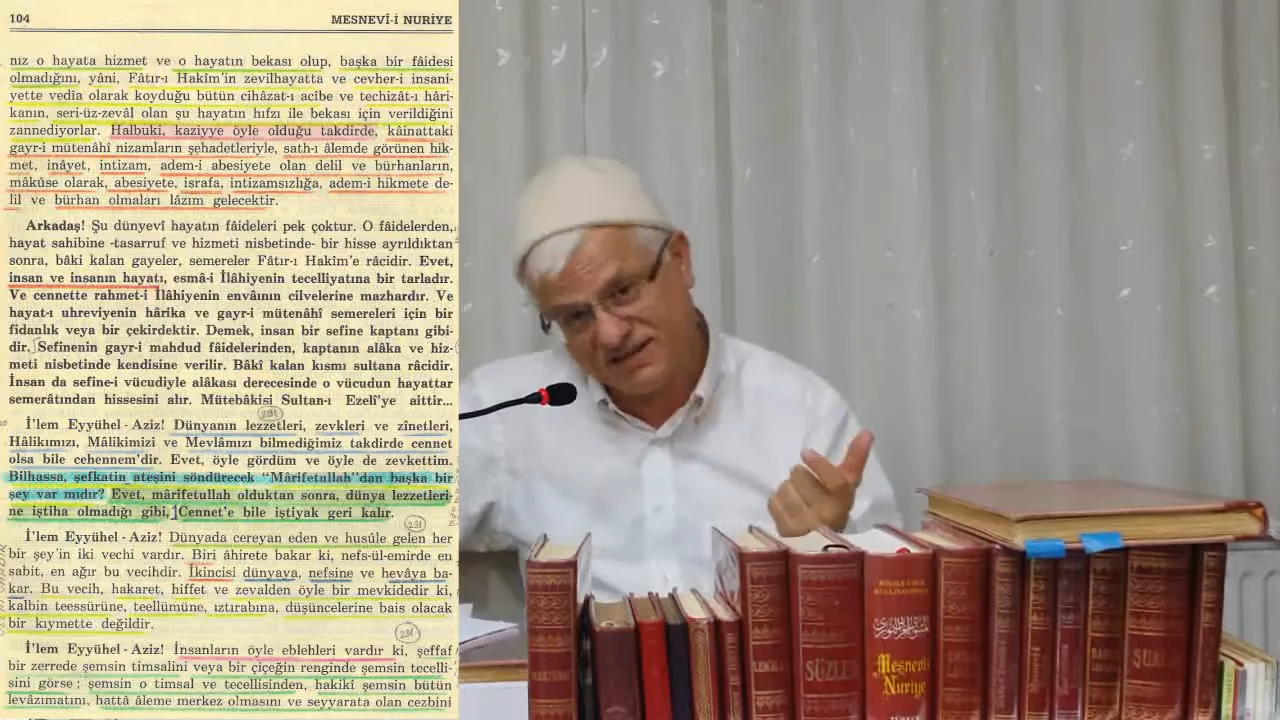 104
MESNEVÎ-İ NURİYE
nız o hayata hizmet ve o hayatın bekası olup, başka bir fâidesi
olmadığını, yâni, Fâtır-ı Hakîm'in zevilhayatta ve cevher-i insani-
yette vedîa olarak koyduğu bütün cihâzat-ı acîbe ve techizât-ı hâri-
kanın, seri-üz-zevâl olan şu hayatın hıfzı ile bekası için verildiğini
zannediyorlar. Halbuki, kaziyye öyle olduğu takdirde, kâinattaki
gayr-i mütenâhî nizamların şehadetleriyle, sath-ı âlemde görünen hik-
met, inâyet, intizam, adem-i abesiyete olan delil ve bürhanların,
mâkûse olarak, abesiyete, israfa, intizamsızlığa, adem-i hikmete de-
lil ve bürhan olmaları lâzım gelecektir.
Arkadaş! Şu dünyevî hayatın fâideleri pek çoktur. O fâidelerden,
hayat sahibine -tasarruf ve hizmeti nisbetinde- bir hisse ayrıldıktan
sonra, bâki kalan gayeler, semereler Fâtır-ı Hakîm'e râcidir. Evet,
insan ve insanın hayatı, esmâ-i İlâhiyenin tecelliyatına bir tarladır.
Ve cennette rahmet-i İlâhiyenin envâının cilvelerine mazhardır. Ve
hayat-ı uhreviyenin hârika ve gayr-i mütenâhî semereleri için bir
fidanlık veya bir çekirdektir. Demek, insan bir sefine kaptanı gibi-
dir. Sefinenin gayr-i mahdud fâidelerinden, kaptanın alâka ve hiz-
meti nisbetinde kendisine verilir. Bâki kalan kısmı sultana râcidir.
İnsan da sefine-i vücudiyle alâkası derecesinde o vücudun hayattar
semerâtından hissesini alır. Mütebâkisi Sultan-ı Ezelî'ye aittir...
231
İ'lem Eyyühel - Aziz! Dünyanın lezzetleri, zevkleri ve zînetleri,
Hâlikımızı, Mâlikimizi ve Mevlâmızı bilmediğimiz takdirde cennet
olsa bile cehennem'dir. Evet, öyle gördüm ve öyle de zevkettim.
Bilhassa, şefkatin ateşini söndürecek "Mârifetullah"dan başka bir
şey var mıdır? Evet, mârifetullah olduktan sonra, dünya lezzetleri-
ne iştiha olmadığı gibi, Cennet'e bile iştiyak geri kalır.
231
İ'lem Eyyühel - Aziz! Dünyada cereyan eden ve husûle gelen her
bir şey'in iki vechi vardır. Biri âhirete bakar ki, nefs-ül-emirde en
sabit, en ağır bu vecihdir. İkincisi dünyaya, nefsine ve hevâya ba-
kar. Bu vecih, hakaret, hiffet ve zevalden öyle bir mevkidedir ki,
kalbin teessürüne, teellümüne, ıztırabına, düşüncelerine bais olacak
bir kıymette değildir.
231
İ'lem Eyyühel - Aziz! İnsanların öyle eblehleri vardır ki, şeffaf
bir zerrede şemsin timsalini veya bir çiçeğin renginde şemsin tecelli-
sini görse; şemsin o timsal ve tecellisinden, hakikî şemsin bütün
levâzımatını, hattâ âleme merkez olmasını ve seyyarata olan cezbini
SÖZLER
Mesnevî-i
Nuriye
ŞUALAR